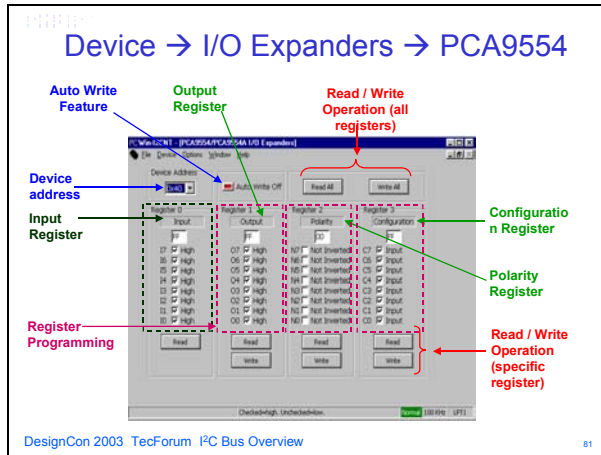 Device → I/O Expanders → PCA9554
Auto Write
Feature
Output
Register
Read / Write
Operation (all
registers)
Device
address
Input
Register
Register
Programming
Configuratio
n Register
Polarity
Register
Read / Write
Operation
(specific
register)
[PCA9554/PCA9554A I/O Expanders]
File Device Options Window Help
Device Address
0x40
Auto Write Off
Read All
Write All
Register 0
Input
FF
I7 High
I6 High
I5 High
I4 High
I3 High
I2 High
I1 High
I0 High
Read
Register 1
Output
FF
O7 High
O6 High
O5 High
O4 High
O3 High
O2 High
O1 High
O0 High
Read
Write
Register 2
Polarity
00
N7 Not Inverted
N6 Not Inverted
N5 Not Inverted
N4 Not Inverted
N3 Not Inverted
N2 Not Inverted
N1 Not Inverted
N0 Not Inverted
Read
Write
Register 3
Configuration
FF
C7 Input
C6 Input
C5 Input
C4 Input
C3 Input
C2 Input
C1 Input
C0 Input
Read
Write
Checked=high. Unchecked=low.
Normal 100 KHz LPT1
DesignCon 2003 TecForum I²C Bus Overview
81